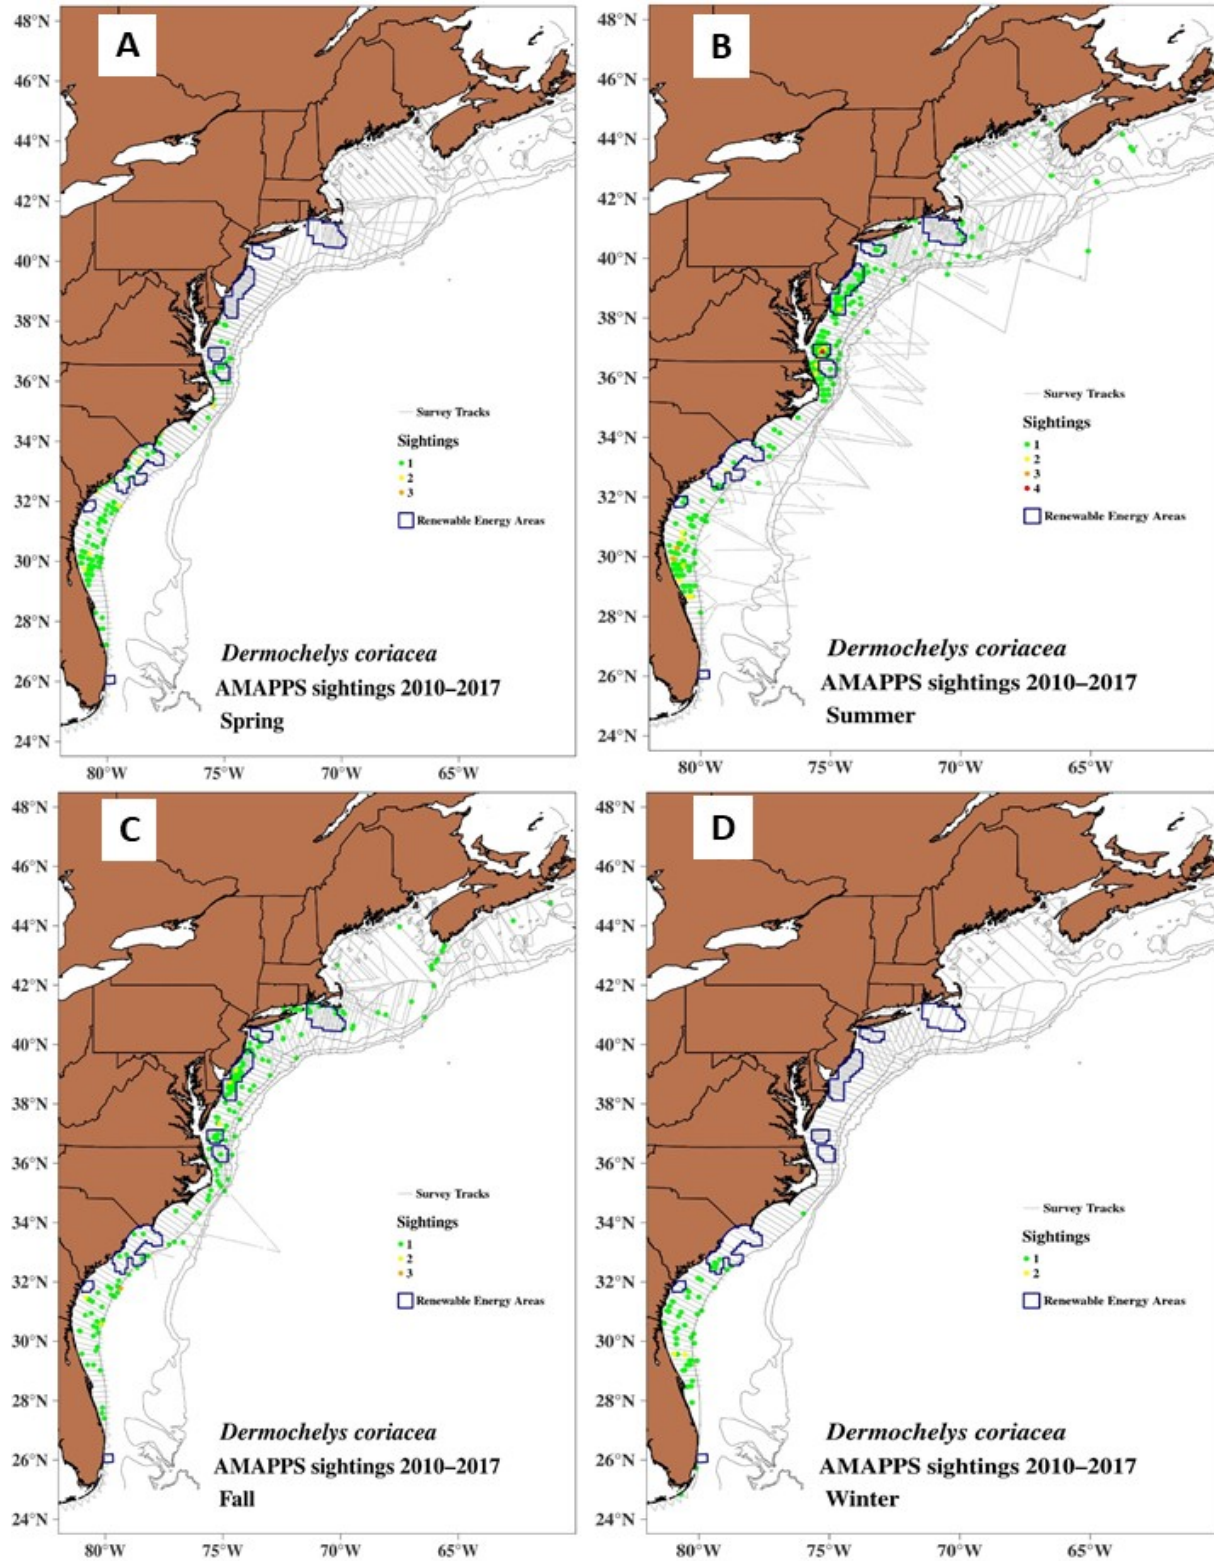 A
48°N
46°N
44°N
42°N
40°N
38°N
36°N
34°N
32°N
30°N
28°N
26°N
24°N
Survey Tracks
Sightings
1
2
3
Renewable Energy Areas
Dermochelys coriacea
AMAPPS sightings 2010–2017
Spring
80°W
75°W
70°W
65°W
B
48°N
46°N
44°N
42°N
40°N
38°N
36°N
34°N
32°N
30°N
28°N
26°N
24°N
Survey Tracks
Sightings
1
2
3
4
Renewable Energy Areas
Dermochelys coriacea
AMAPPS sightings 2010–2017
Summer
80°W
75°W
70°W
65°W
C
48°N
46°N
44°N
42°N
40°N
38°N
36°N
34°N
32°N
30°N
28°N
26°N
24°N
Survey Tracks
Sightings
1
2
3
Renewable Energy Areas
Dermochelys coriacea
AMAPPS sightings 2010–2017
Fall
80°W
75°W
70°W
65°W
D
48°N
46°N
44°N
42°N
40°N
38°N
36°N
34°N
32°N
30°N
28°N
26°N
24°N
Survey Tracks
Sightings
1
2
Renewable Energy Areas
Dermochelys coriacea
AMAPPS sightings 2010–2017
Winter
80°W
75°W
70°W
65°W